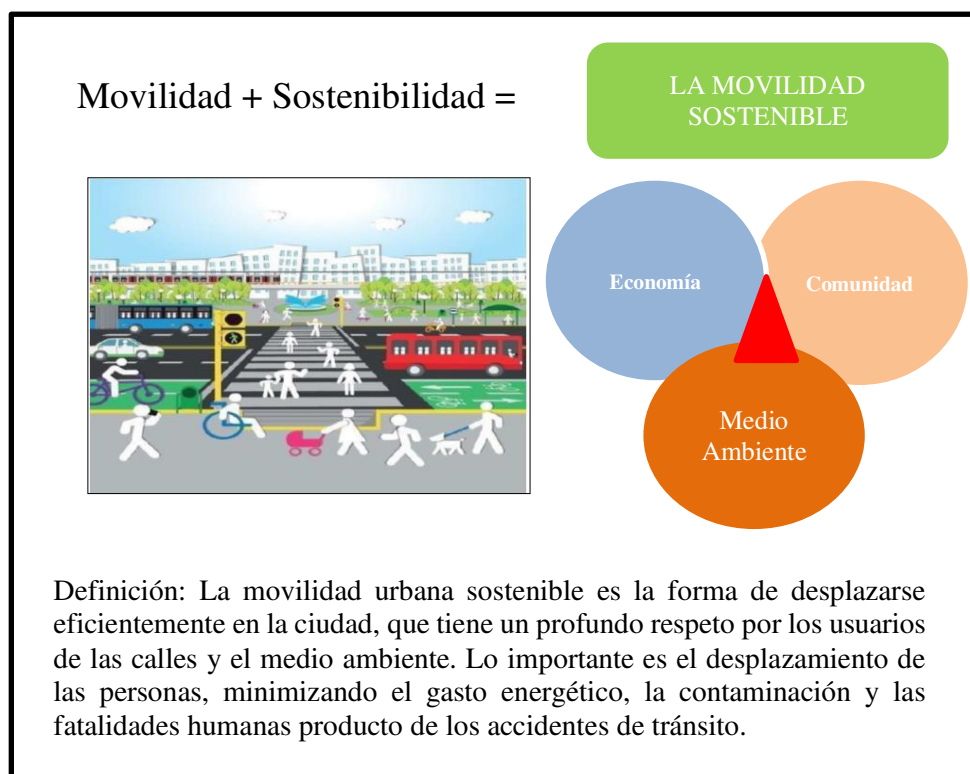 Movilidad + Sostenibilidad =
LA MOVILIDAD
SOSTENIBLE
Economía
Comunidad
Medio
Ambiente
Definición: La movilidad urbana sostenible es la forma de desplazarse
eficientemente en la ciudad, que tiene un profundo respeto por los usuarios
de las calles y el medio ambiente. Lo importante es el desplazamiento de
las personas, minimizando el gasto energético, la contaminación y las
fatalidades humanas producto de los accidentes de tránsito.